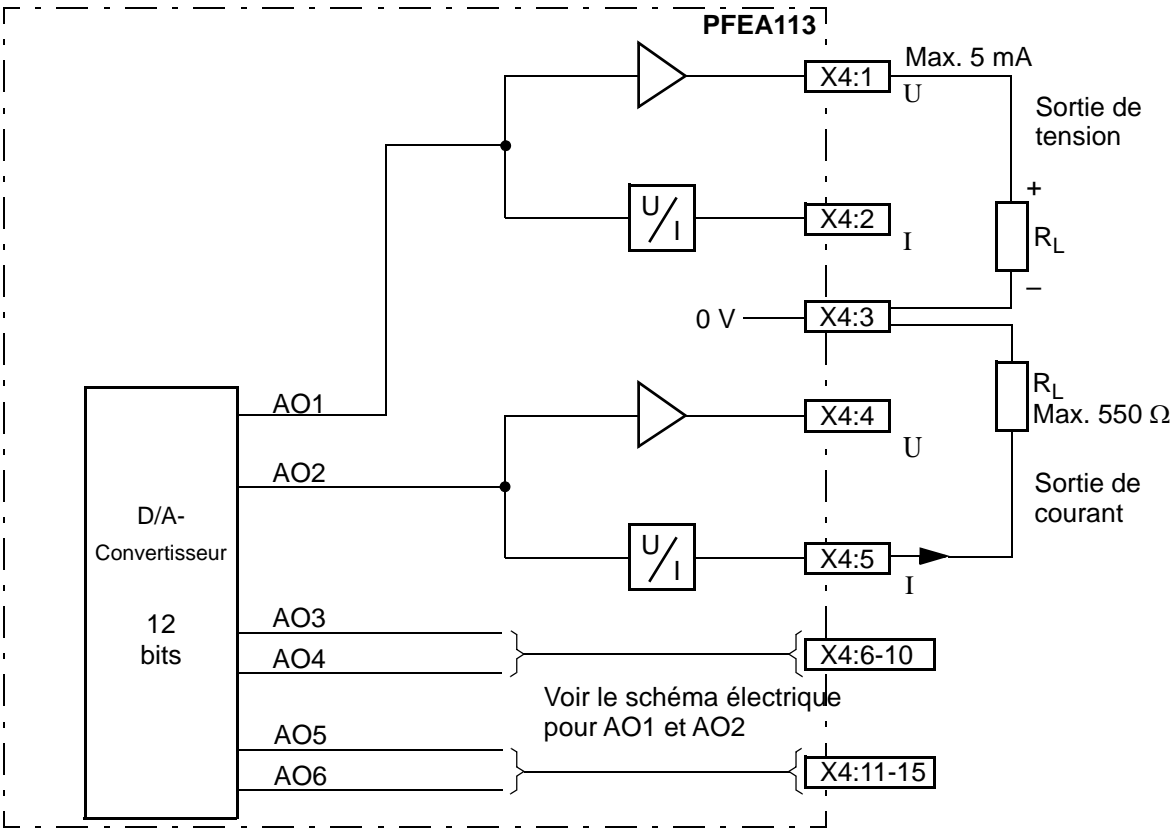 PFEA113
X4:1
Max. 5 mA
U
Sortie de
tension
U/I
X4:2
I
+
R_L
–
0 V
X4:3
R_L
Max. 550 Ω
AO1
X4:4
U
AO2
Sortie de
courant
D/A-
Convertisseur
12
bits
U/I
X4:5
I
AO3
AO4
X4:6-10
Voir le schéma électrique
pour AO1 et AO2
AO5
AO6
X4:11-15